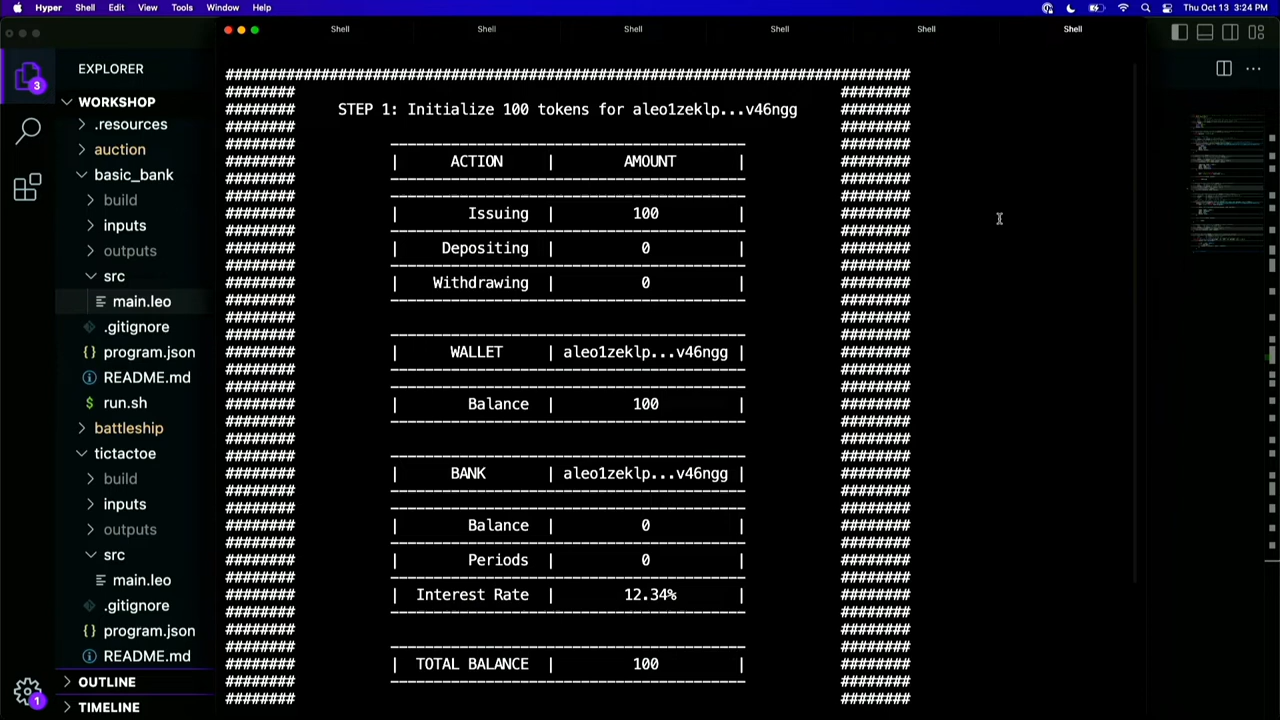 Hyper Shell Edit View Tools Window Help
Thu Oct 13 3:24 PM
Shell Shell Shell Shell Shell Shell
3
EXPLORER
WORKSHOP
.resources
auction
basic_bank
build
inputs
outputs
src
main.leo
.gitignore
{} program.json
README.md
$ run.sh
battleship
tictactoe
build
inputs
outputs
src
main.leo
.gitignore
{} program.json
README.md
OUTLINE
TIMELINE
1
STEP 1: Initialize 100 tokens for aleo1zeklp...v46ngg
| ACTION | AMOUNT |
| Issuing | 100 |
| Depositing | 0 |
| Withdrawing | 0 |
| WALLET | aleo1zeklp...v46ngg |
| Balance | 100 |
| BANK | aleo1zeklp...v46ngg |
| Balance | 0 |
| Periods | 0 |
| Interest Rate | 12.34% |
| TOTAL BALANCE | 100 |